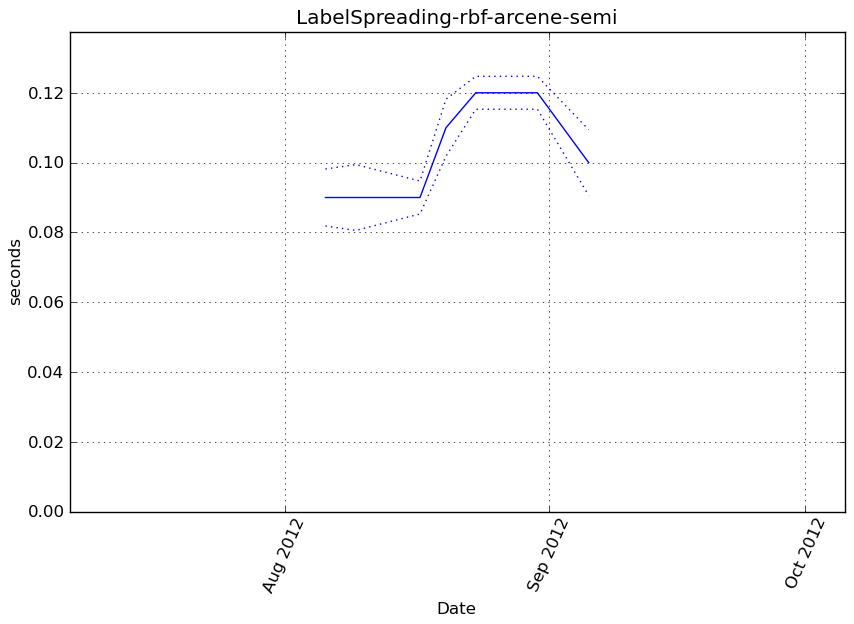 LabelSpreading-rbf-arcene-semi
0.12
0.10
0.08
0.06
0.04
0.02
0.00
seconds
Aug 2012
Sep 2012
Oct 2012
Date